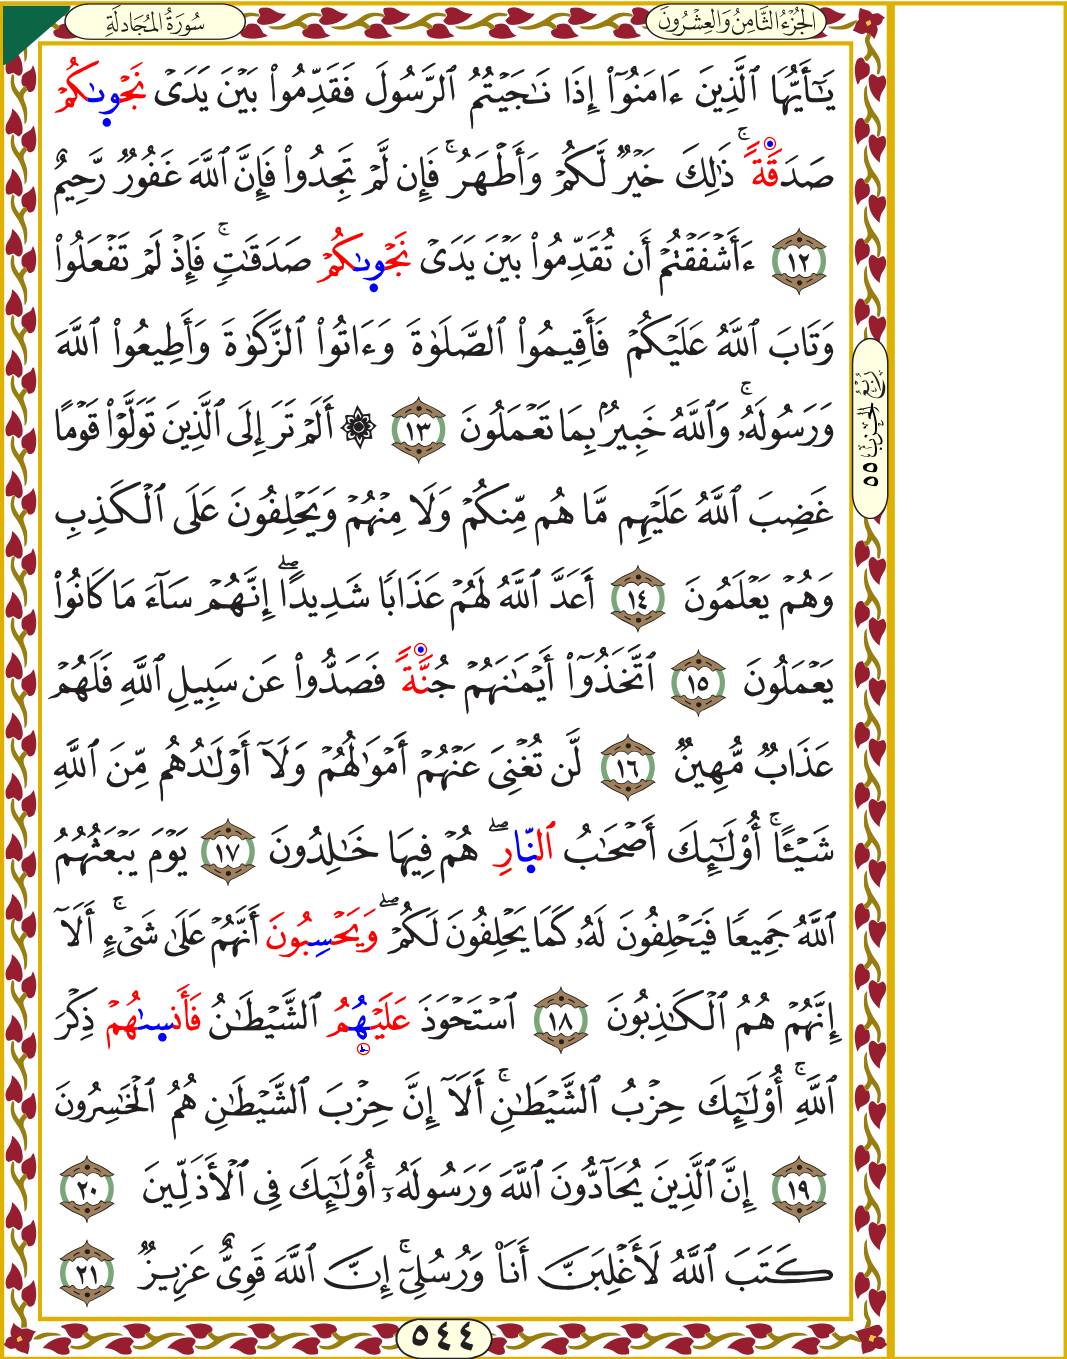 سُورَةُ المُجَادلَةِ
الجُزْءُ الثَّامِنُ وَالعِشْرُونَ
يَٰٓأَيُّهَا ٱلَّذِينَ ءَامَنُوٓا۟ إِذَا نَٰجَيْتُمُ ٱلرَّسُولَ فَقَدِّمُوا۟ بَيْنَ يَدَىْ نَجْوىٰكُمْ
صَدَقَةً ۚ ذَٰلِكَ خَيْرٌ لَّكُمْ وَأَطْهَرُ ۚ فَإِن لَّمْ تَجِدُوا۟ فَإِنَّ ٱللَّهَ غَفُورٌ رَّحِيمٌ
١٢ ءَأَشْفَقْتُمْ أَن تُقَدِّمُوا۟ بَيْنَ يَدَىْ نَجْوىٰكُمْ صَدَقَٰتٍ ۚ فَإِذْ لَمْ تَفْعَلُوا۟
وَتَابَ ٱللَّهُ عَلَيْكُمْ فَأَقِيمُوا۟ ٱلصَّلَوٰةَ وَءَاتُوا۟ ٱلزَّكَوٰةَ وَأَطِيعُوا۟ ٱللَّهَ
وَرَسُولَهُۥ ۚ وَٱللَّهُ خَبِيرٌۢ بِمَا تَعْمَلُونَ ١٣ ۞ أَلَمْ تَرَ إِلَى ٱلَّذِينَ تَوَلَّوْا۟ قَوْمًا
غَضِبَ ٱللَّهُ عَلَيْهِم مَّا هُم مِّنكُمْ وَلَا مِنْهُمْ وَيَحْلِفُونَ عَلَى ٱلْكَذِبِ
وَهُمْ يَعْلَمُونَ ١٤ أَعَدَّ ٱللَّهُ لَهُمْ عَذَابًا شَدِيدًا ۖ إِنَّهُمْ سَآءَ مَا كَانُوا۟
يَعْمَلُونَ ١٥ ٱتَّخَذُوٓا۟ أَيْمَٰنَهُمْ جُنَّةً فَصَدُّوا۟ عَن سَبِيلِ ٱللَّهِ فَلَهُمْ
عَذَابٌ مُّهِينٌ ١٦ لَّن تُغْنِىَ عَنْهُمْ أَمْوَٰلُهُمْ وَلَآ أَوْلَٰدُهُم مِّنَ ٱللَّهِ
شَيْـًٔا ۚ أُو۟لَٰٓئِكَ أَصْحَٰبُ ٱلنَّارِ ۖ هُمْ فِيهَا خَٰلِدُونَ ١٧ يَوْمَ يَبْعَثُهُمُ
ٱللَّهُ جَمِيعًا فَيَحْلِفُونَ لَهُۥ كَمَا يَحْلِفُونَ لَكُمْ ۖ وَيَحْسِبُونَ أَنَّهُمْ عَلَىٰ شَىْءٍ ۚ أَلَآ
إِنَّهُمْ هُمُ ٱلْكَٰذِبُونَ ١٨ ٱسْتَحْوَذَ عَلَيْهُمُ ٱلشَّيْطَٰنُ فَأَنسىٰهُمْ ذِكْرَ
ٱللَّهِ ۚ أُو۟لَٰٓئِكَ حِزْبُ ٱلشَّيْطَٰنِ ۚ أَلَآ إِنَّ حِزْبَ ٱلشَّيْطَٰنِ هُمُ ٱلْخَٰسِرُونَ
١٩ إِنَّ ٱلَّذِينَ يُحَآدُّونَ ٱللَّهَ وَرَسُولَهُۥٓ أُو۟لَٰٓئِكَ فِى ٱلْأَذَلِّينَ ٢٠
كَتَبَ ٱللَّهُ لَأَغْلِبَنَّ أَنَا۠ وَرُسُلِىٓ ۚ إِنَّ ٱللَّهَ قَوِىٌّ عَزِيزٌ ٢١
رُبْعُ الحِزْبِ ٥٥
٥٤٤